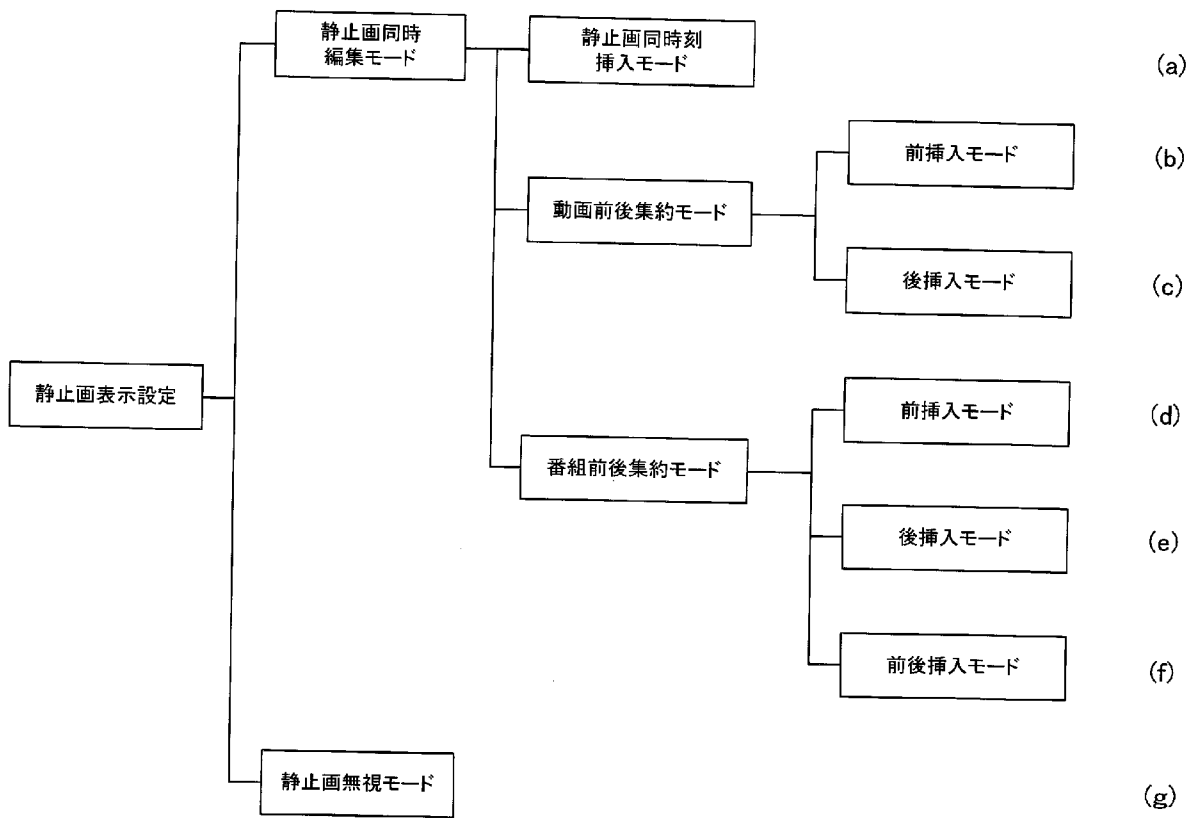 静止画同時
編集モード
静止画同時刻
挿入モード
(a)
前挿入モード
(b)
動画前後集約モード
後挿入モード
(c)
静止画表示設定
前挿入モード
(d)
番組前後集約モード
後挿入モード
(e)
前後挿入モード
(f)
静止画無視モード
(g)